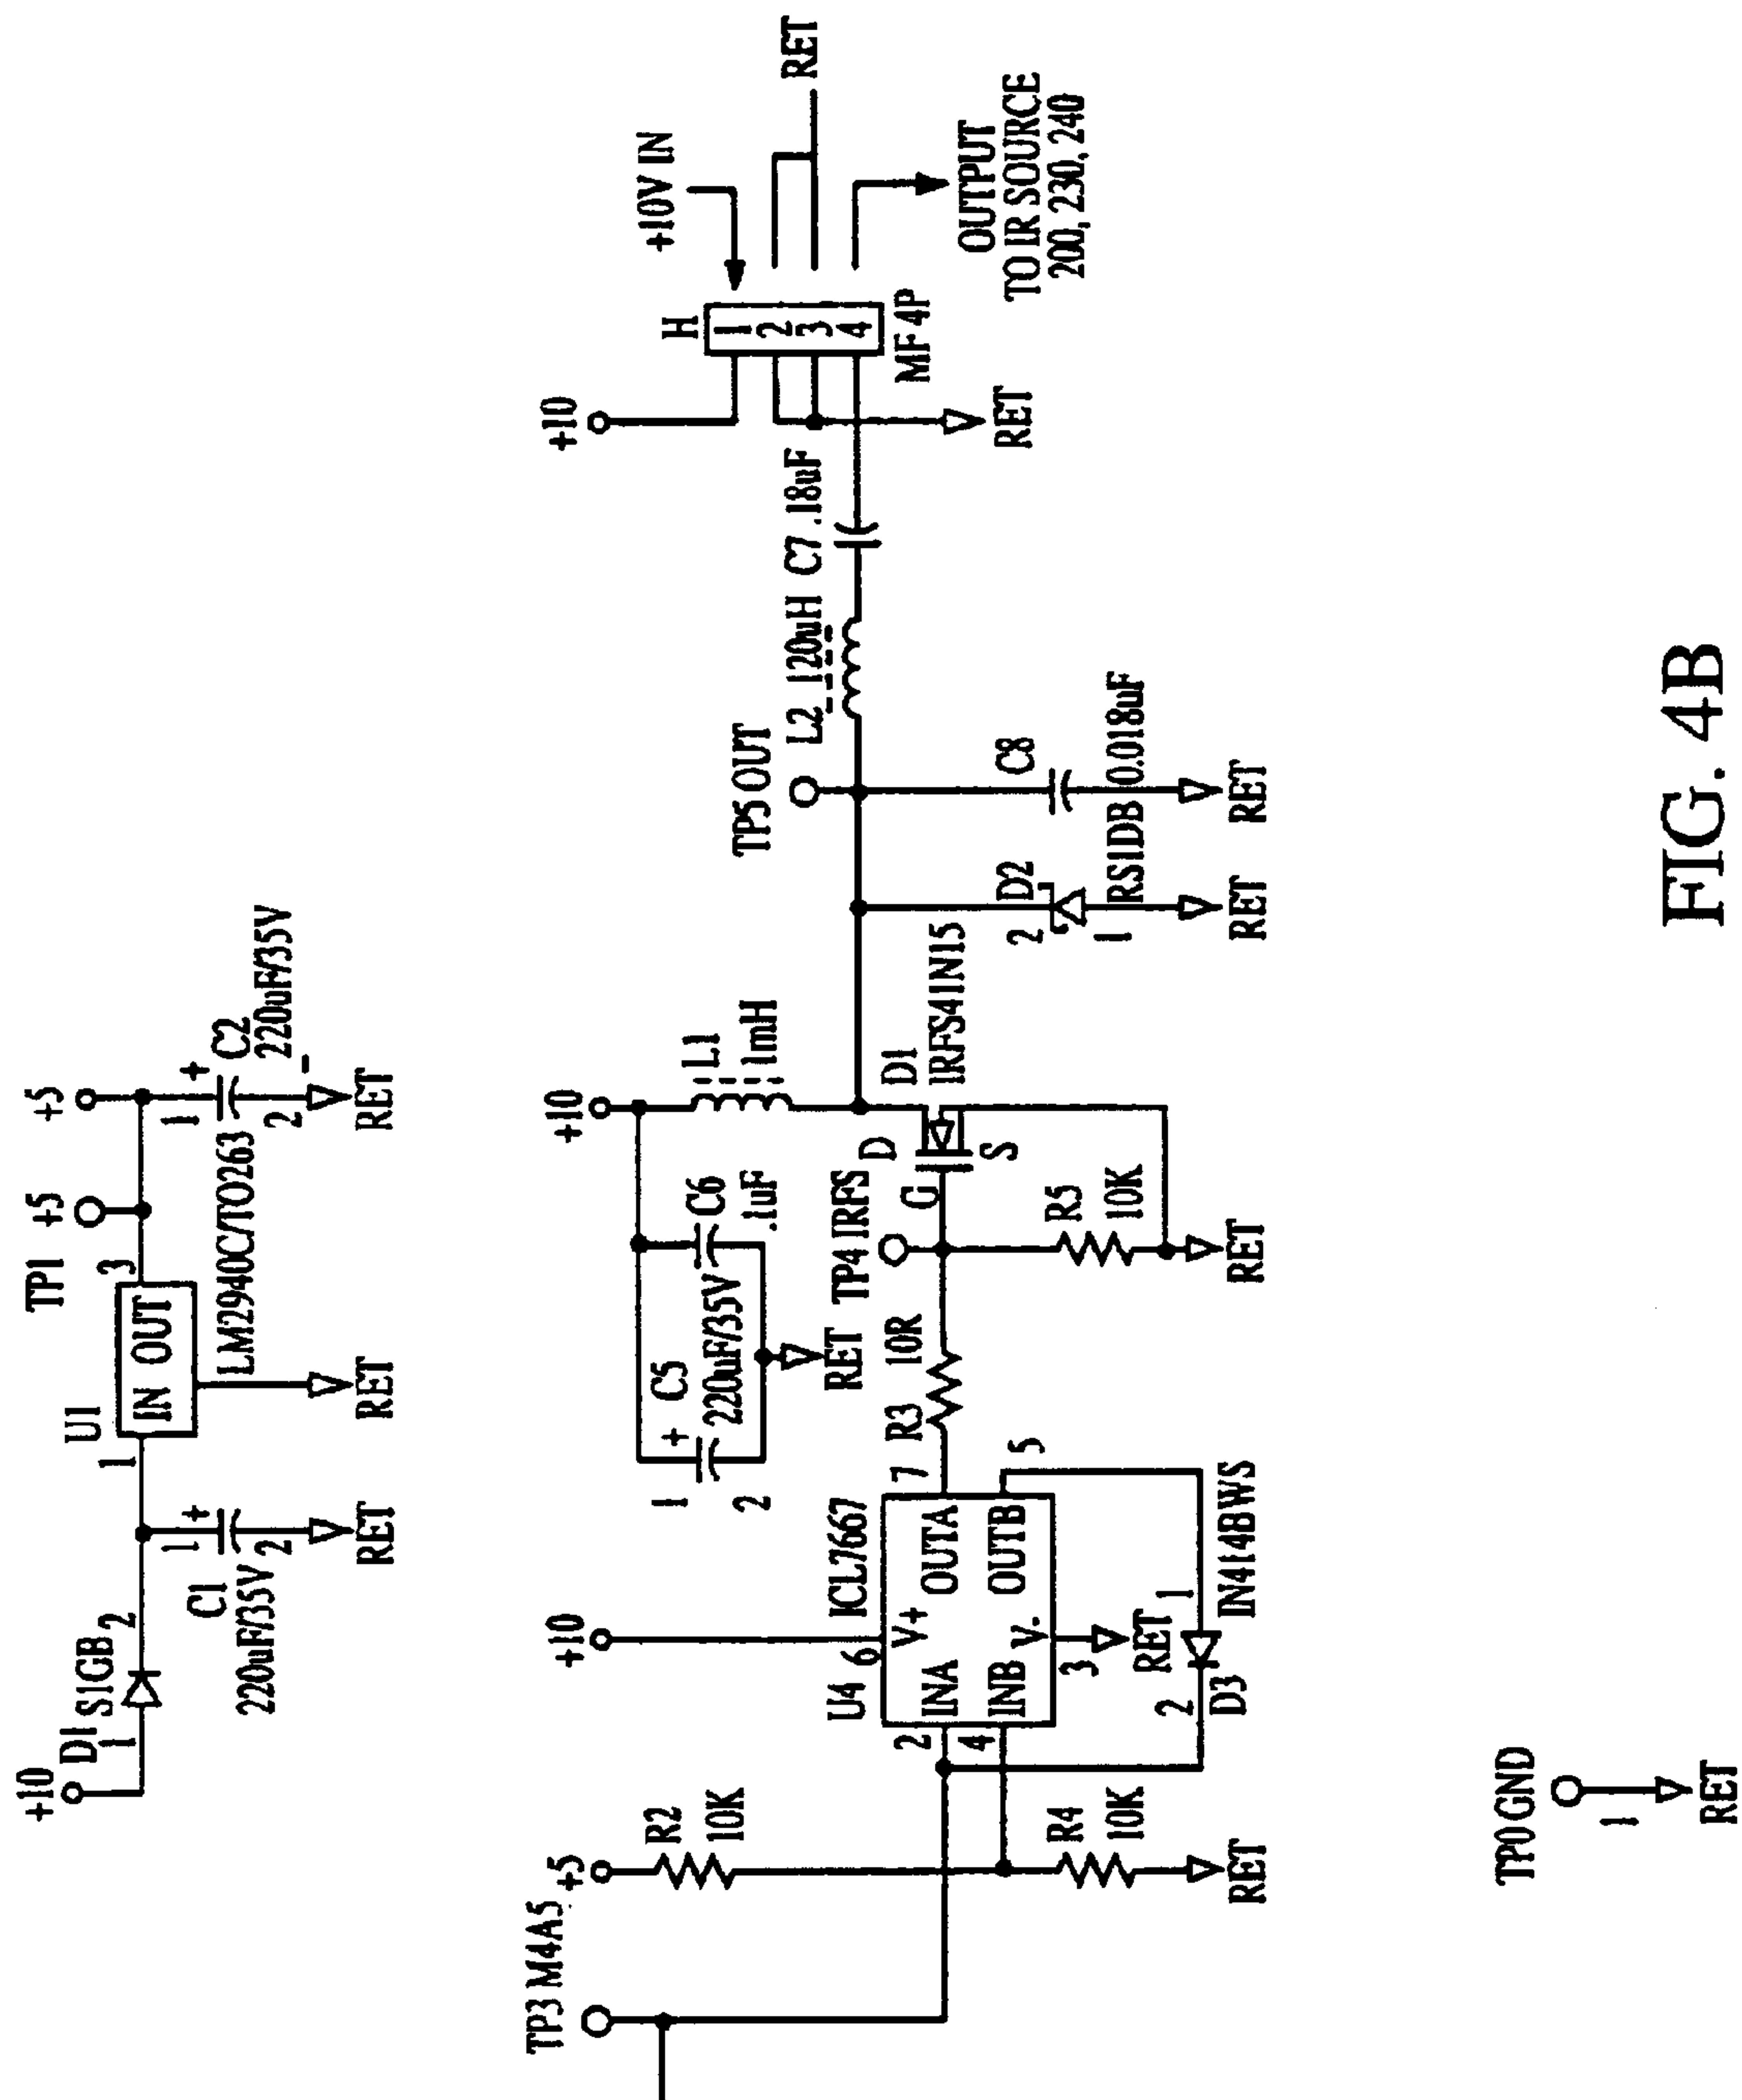 +10
D1
S1GB
1
2
C1
220uF/35V
1
+
2
RET
U1
1
IN OUT
3
LM2940C/TO263
RET
TP1
+5
+5
1
+
C2
220uF/35V
2
-
RET
TP3 M4A5
+5
R2
10K
R4
10K
RET
+10
U4
6
ICL7667
V+
2
INA
OUTA
7
4
INB
OUTB
5
V-
3
RET
2
1
D3
IN414BWS
1
+
C5
220uF/35V
2
C6
.1uF
RET
+10
L1
1mH
R3
10R
TP4 IRFS
G
D
S
D1
IRFS41N15
R5
10K
RET
D2
2
1
RS1DB
RET
TP5 OUT
C8
0.018uF
RET
L2
120uH
C7
.18uF
+10
H
1
2
3
4
MF 4P
RET
+10V IN
RET
OUTPUT
TO IR SOURCE
200, 230, 240
TP0 GND
1
RET
FIG. 4B